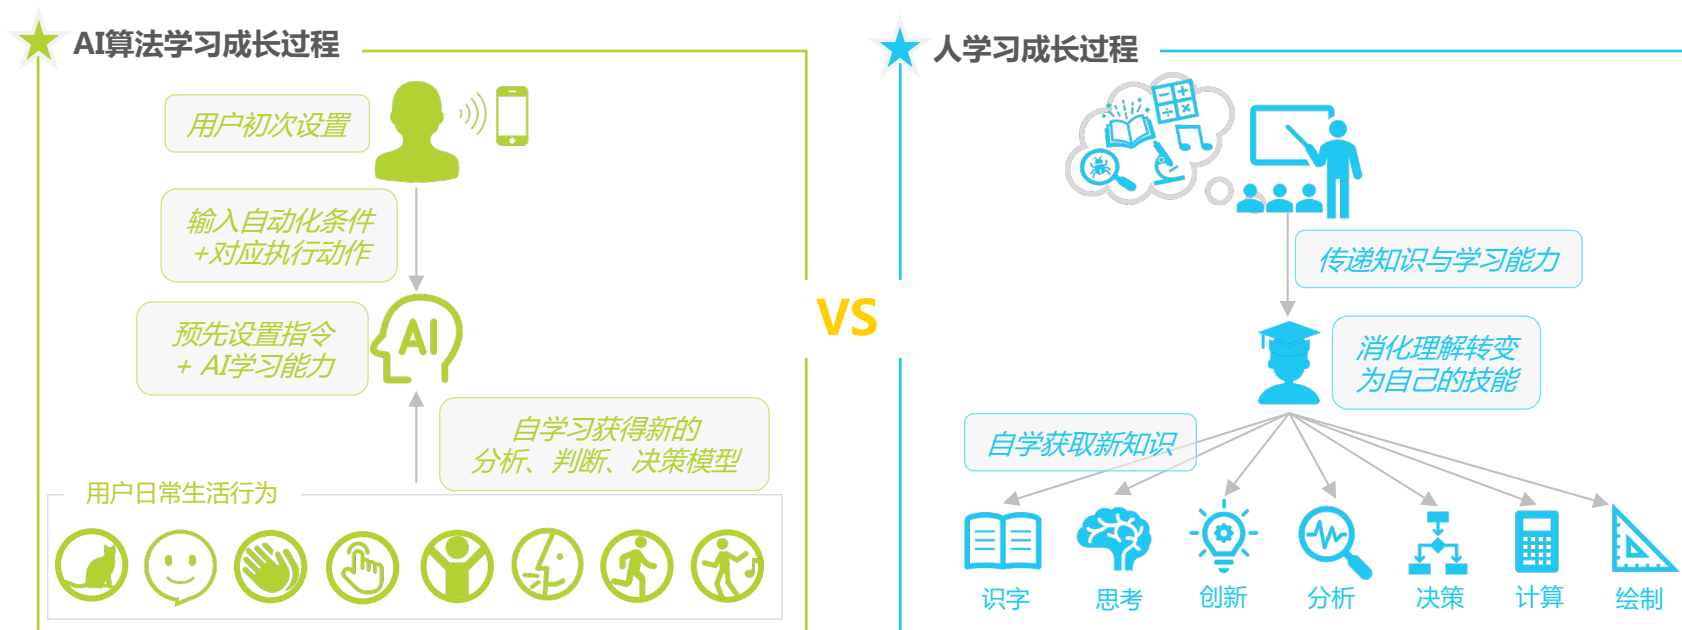 AI算法学习成长过程
用户初次设置
输入自动化条件
+对应执行动作
AI
预先设置指令
+ AI学习能力
自学习获得新的
分析、判断、决策模型
用户日常生活行为
VS
人学习成长过程
传递知识与学习能力
消化理解转变
为自己的技能
自学获取新知识
识字
思考
创新
分析
决策
计算
绘制